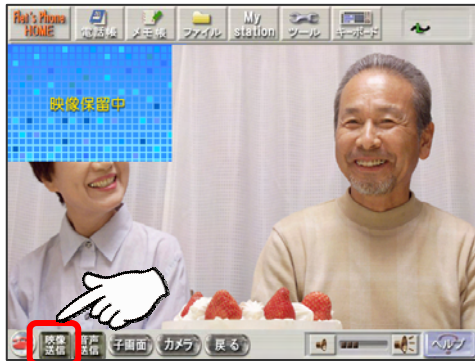 Flet's Phone
HOME
電話帳
メモ帳
ファイル
My
station
ツール
キーボード
映像保留中
映像
送信
音声
送信
子画面
カメラ
戻る
ヘルプ